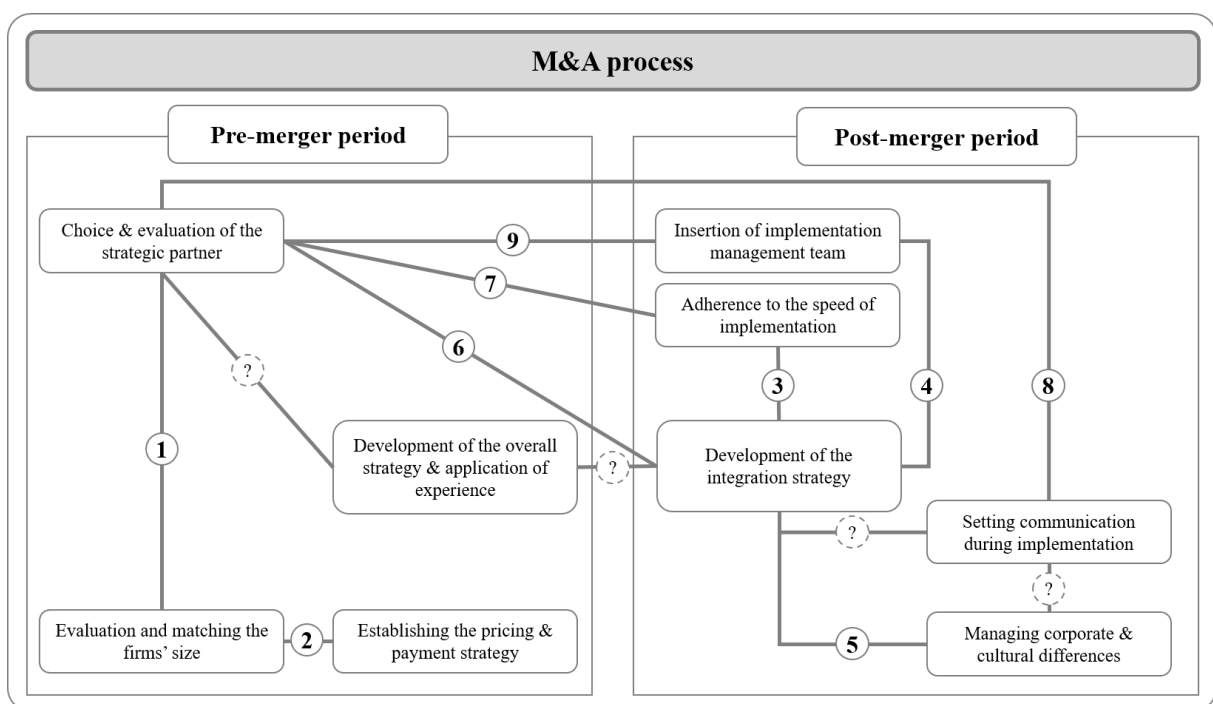 M&A process
Pre-merger period
Post-merger period
Choice & evaluation of the
strategic partner
9
Insertion of implementation
management team
7
Adherence to the speed of
implementation
6
?
3
4
8
1
Development of the overall
strategy & application of
experience
?
Development of the
integration strategy
?
Setting communication
during implementation
?
Evaluation and matching the
firms' size
2
Establishing the pricing &
payment strategy
5
Managing corporate &
cultural differences